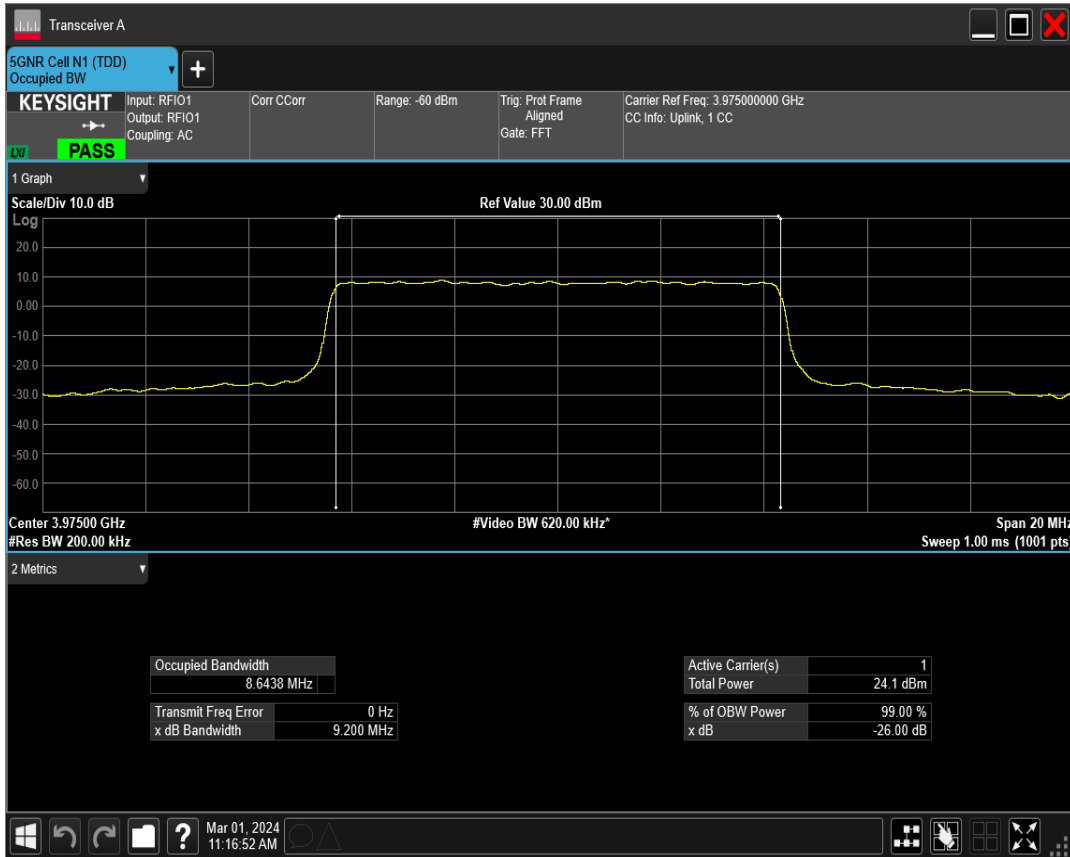 Transceiver A
5GNR Cell N1 (TDD)
Occupied BW
+
KEYSIGHT
LXI
PASS
Input: RFIO1
Output: RFIO1
Coupling: AC
Corr CCorr
Range: -60 dBm
Trig: Prot Frame
Aligned
Gate: FFT
Carrier Ref Freq: 3.975000000 GHz
CC Info: Uplink, 1 CC
1 Graph
Scale/Div 10.0 dB
Ref Value 30.00 dBm
Log
20.0
10.0
0.00
-10.0
-20.0
-30.0
-40.0
-50.0
-60.0
Center 3.97500 GHz
#Video BW 620.00 kHz*
Span 20 MHz
#Res BW 200.00 kHz
Sweep 1.00 ms (1001 pts)
2 Metrics
Occupied Bandwidth
8.6438 MHz
Transmit Freq Error 0 Hz
x dB Bandwidth 9.200 MHz
Active Carrier(s) 1
Total Power 24.1 dBm
% of OBW Power 99.00 %
x dB -26.00 dB
?
Mar 01, 2024
11:16:52 AM